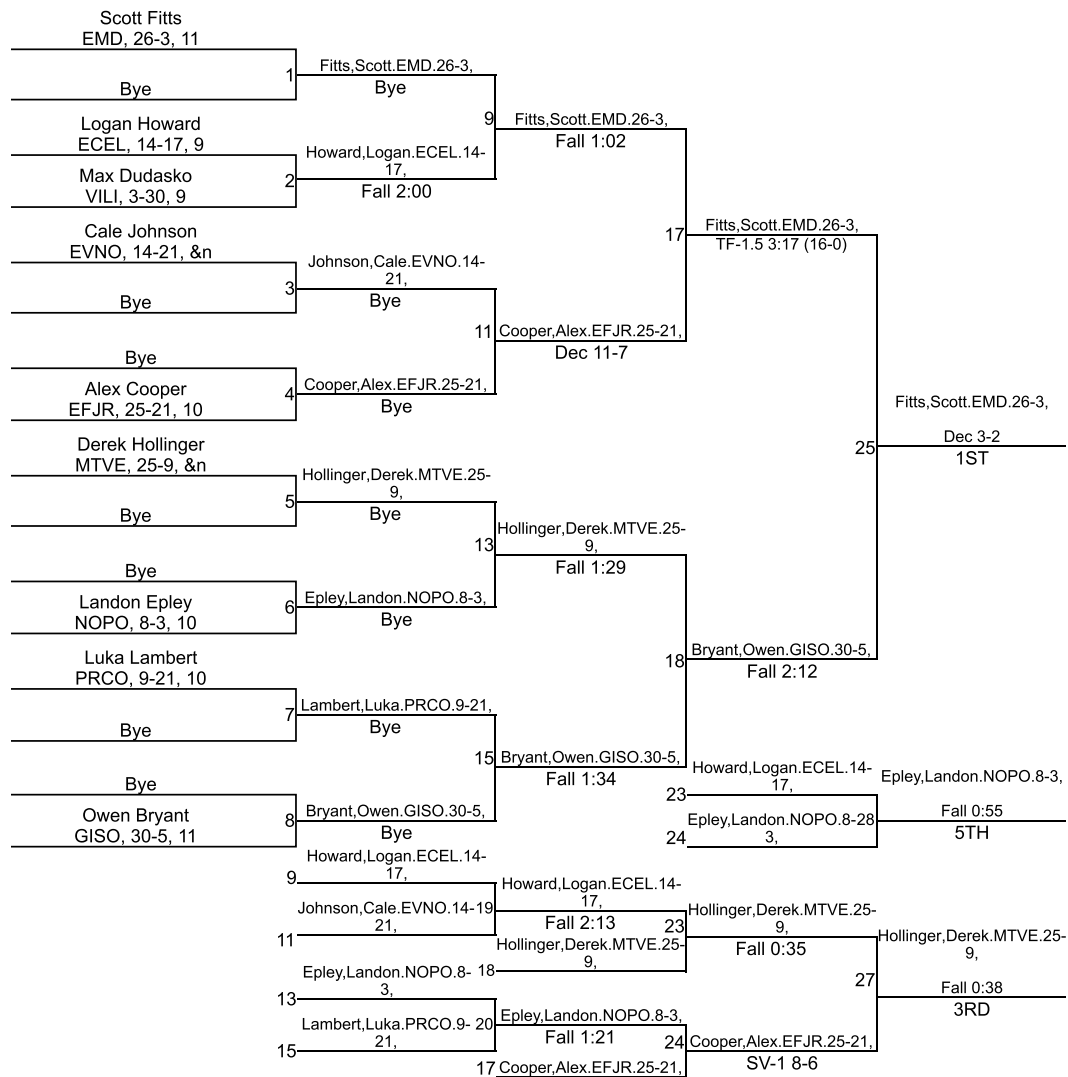 Scott Fitts
EMD, 26-3, 11
1
Bye
Fitts,Scott.EMD.26-3,
Bye
Logan Howard
ECEL, 14-17, 9
2
Max Dudasko
VILI, 3-30, 9
Howard,Logan.ECEL.14-
17,
Fall 2:00
9
Fitts,Scott.EMD.26-3,
Fall 1:02
Cale Johnson
EVNO, 14-21, &n
3
Bye
Johnson,Cale.EVNO.14-
21,
Bye
Bye
4
Alex Cooper
EFJR, 25-21, 10
Cooper,Alex.EFJR.25-21,
Bye
11
Cooper,Alex.EFJR.25-21,
Dec 11-7
17
Fitts,Scott.EMD.26-3,
TF-1.5 3:17 (16-0)
Derek Hollinger
MTVE, 25-9, &n
5
Bye
Hollinger,Derek.MTVE.25-
9,
Bye
Bye
6
Landon Epley
NOPO, 8-3, 10
Epley,Landon.NOPO.8-3,
Bye
13
Hollinger,Derek.MTVE.25-
9,
Fall 1:29
Luka Lambert
PRCO, 9-21, 10
7
Bye
Lambert,Luka.PRCO.9-21,
Bye
Bye
8
Owen Bryant
GISO, 30-5, 11
Bryant,Owen.GISO.30-5,
Bye
15
Bryant,Owen.GISO.30-5,
Fall 1:34
18
Bryant,Owen.GISO.30-5,
Fall 2:12
25
Fitts,Scott.EMD.26-3,
Dec 3-2
1ST
23
Howard,Logan.ECEL.14-
17,
24
Epley,Landon.NOPO.8-
3,
28
Epley,Landon.NOPO.8-3,
Fall 0:55
5TH
9
Howard,Logan.ECEL.14-
17,
11
Johnson,Cale.EVNO.14-
21,
19
Howard,Logan.ECEL.14-
17,
Fall 2:13
18
Hollinger,Derek.MTVE.25-
9,
23
Hollinger,Derek.MTVE.25-
9,
Fall 0:35
13
Epley,Landon.NOPO.8-
3,
15
Lambert,Luka.PRCO.9-
21,
20
Epley,Landon.NOPO.8-3,
Fall 1:21
17
Cooper,Alex.EFJR.25-21,
24
Cooper,Alex.EFJR.25-21,
SV-1 8-6
27
Hollinger,Derek.MTVE.25-
9,
Fall 0:38
3RD